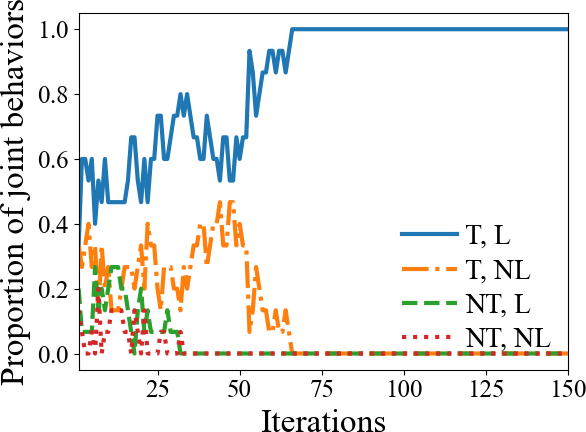 Proportion of joint behaviors
1.0
0.8
0.6
0.4
0.2
0.0
T, L
T, NL
NT, L
NT, NL
25 50 75 100 125 150
Iterations